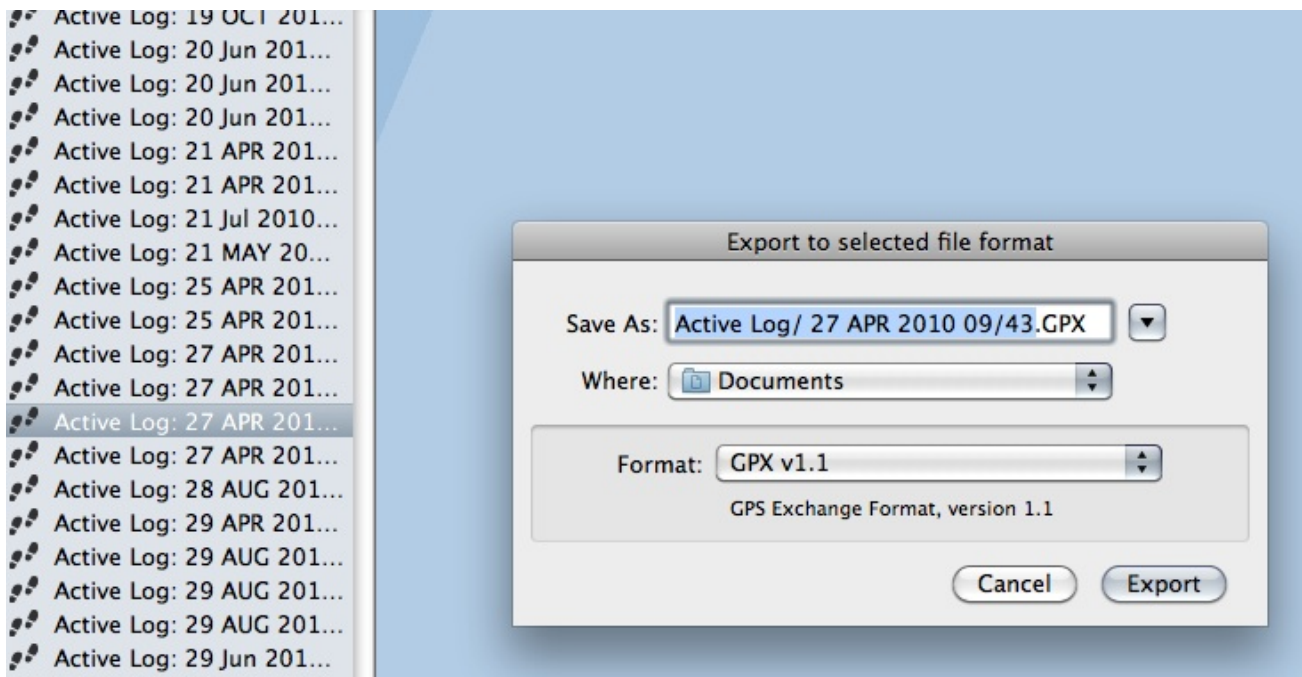 Active Log: 19 OCT 201...
Active Log: 20 Jun 201...
Active Log: 20 Jun 201...
Active Log: 20 Jun 201...
Active Log: 21 APR 201...
Active Log: 21 APR 201...
Active Log: 21 Jul 2010...
Active Log: 21 MAY 20...
Active Log: 25 APR 201...
Active Log: 25 APR 201...
Active Log: 27 APR 201...
Active Log: 27 APR 201...
Active Log: 27 APR 201...
Active Log: 27 APR 201...
Active Log: 28 AUG 201...
Active Log: 29 APR 201...
Active Log: 29 AUG 201...
Active Log: 29 AUG 201...
Active Log: 29 AUG 201...
Active Log: 29 Jun 201...
Export to selected file format
Save As: Active Log/ 27 APR 2010 09/43.GPX
Where: Documents
Format: GPX v1.1
GPS Exchange Format, version 1.1
Cancel Export